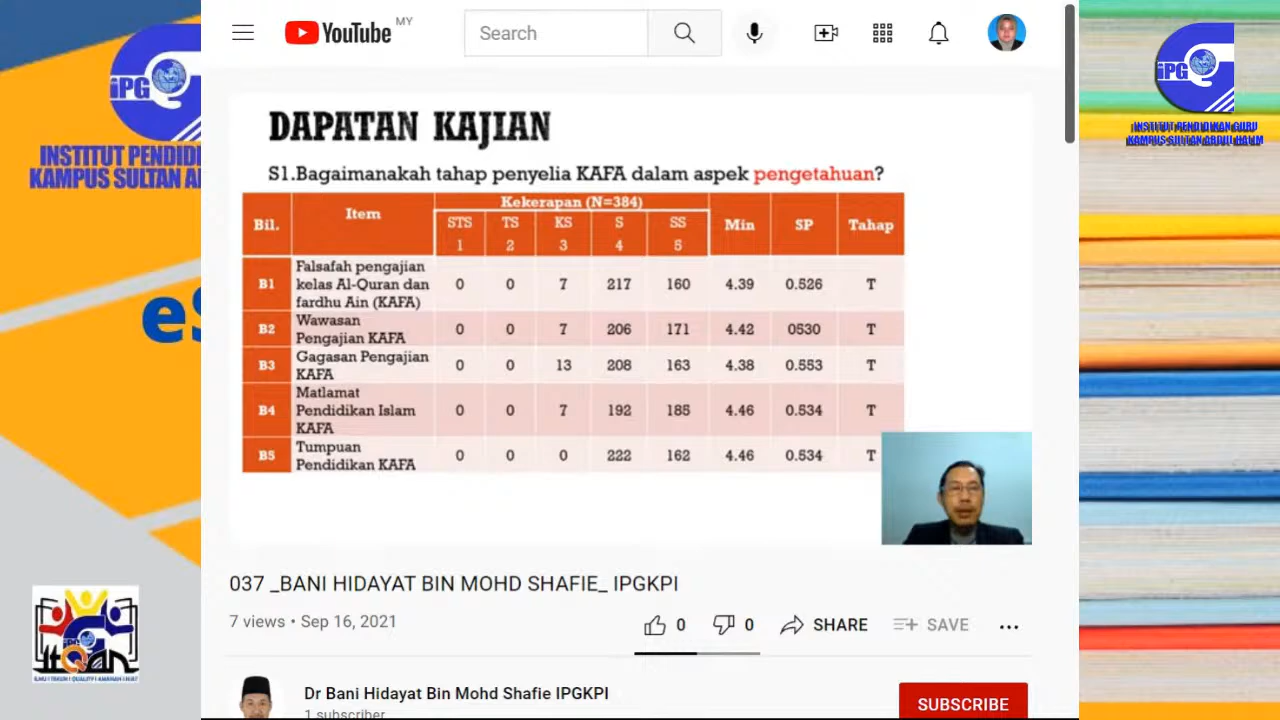 YouTube MY
Search
iPG
INSTITUT PENDIDI
KAMPUS SULTAN A
iPG
INSTITUT PENDIDIKAN GURU
KAMPUS SULTAN ABDUL HALIM
DAPATAN KAJIAN
S1.Bagaimanakah tahap penyelia KAFA dalam aspek pengetahuan?
Bil. Item Kekerapan (N=384) Min SP Tahap
STS TS KS S SS
1 2 3 4 5
B1 Falsafah pengajian kelas Al-Quran dan fardhu Ain (KAFA) 0 0 7 217 160 4.39 0.526 T
B2 Wawasan Pengajian KAFA 0 0 7 206 171 4.42 0530 T
B3 Gagasan Pengajian KAFA 0 0 13 208 163 4.38 0.553 T
B4 Matlamat Pendidikan Islam KAFA 0 0 7 192 185 4.46 0.534 T
B5 Tumpuan Pendidikan KAFA 0 0 0 222 162 4.46 0.534 T
eS
037 _BANI HIDAYAT BIN MOHD SHAFIE_ IPGKPI
7 views • Sep 16, 2021
0 0 SHARE SAVE
Dr Bani Hidayat Bin Mohd Shafie IPGKPI
1 subscriber
SUBSCRIBE
ITQAN